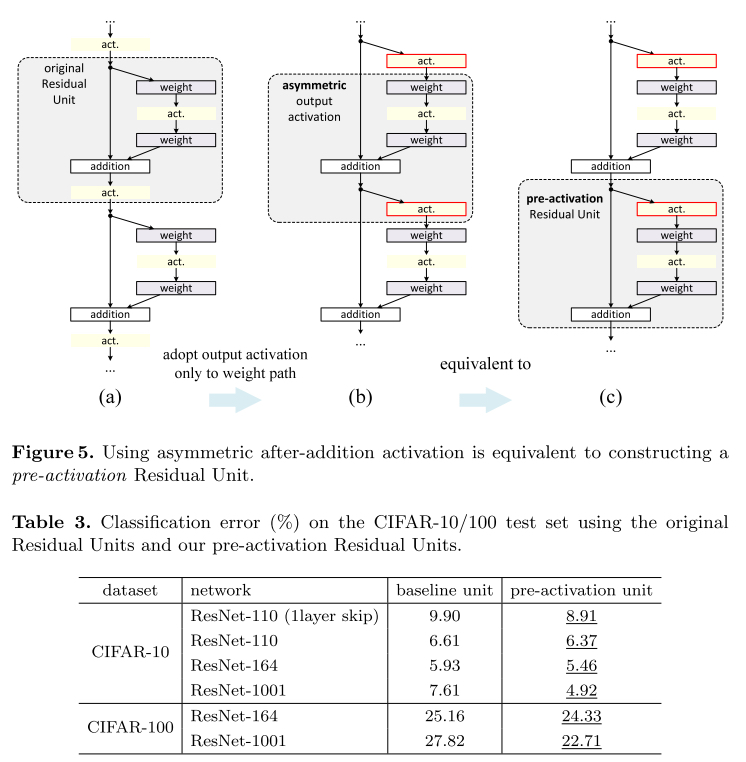 ...
act.
original
Residual
Unit
weight
act.
weight
addition
act.
weight
act.
weight
addition
act.
...
(a)
adopt output activation
only to weight path
...
act.
asymmetric
output
activation
weight
act.
weight
addition
act.
weight
act.
weight
addition
...
(b)
equivalent to
...
act.
weight
act.
weight
addition
pre-activation
Residual Unit
act.
weight
act.
weight
addition
...
(c)
Figure 5. Using asymmetric after-addition activation is equivalent to constructing a
pre-activation Residual Unit.
Table 3. Classification error (%) on the CIFAR-10/100 test set using the original
Residual Units and our pre-activation Residual Units.
dataset network baseline unit pre-activation unit
CIFAR-10
ResNet-110 (1layer skip) 9.90 8.91
ResNet-110 6.61 6.37
ResNet-164 5.93 5.46
ResNet-1001 7.61 4.92
CIFAR-100
ResNet-164 25.16 24.33
ResNet-1001 27.82 22.71